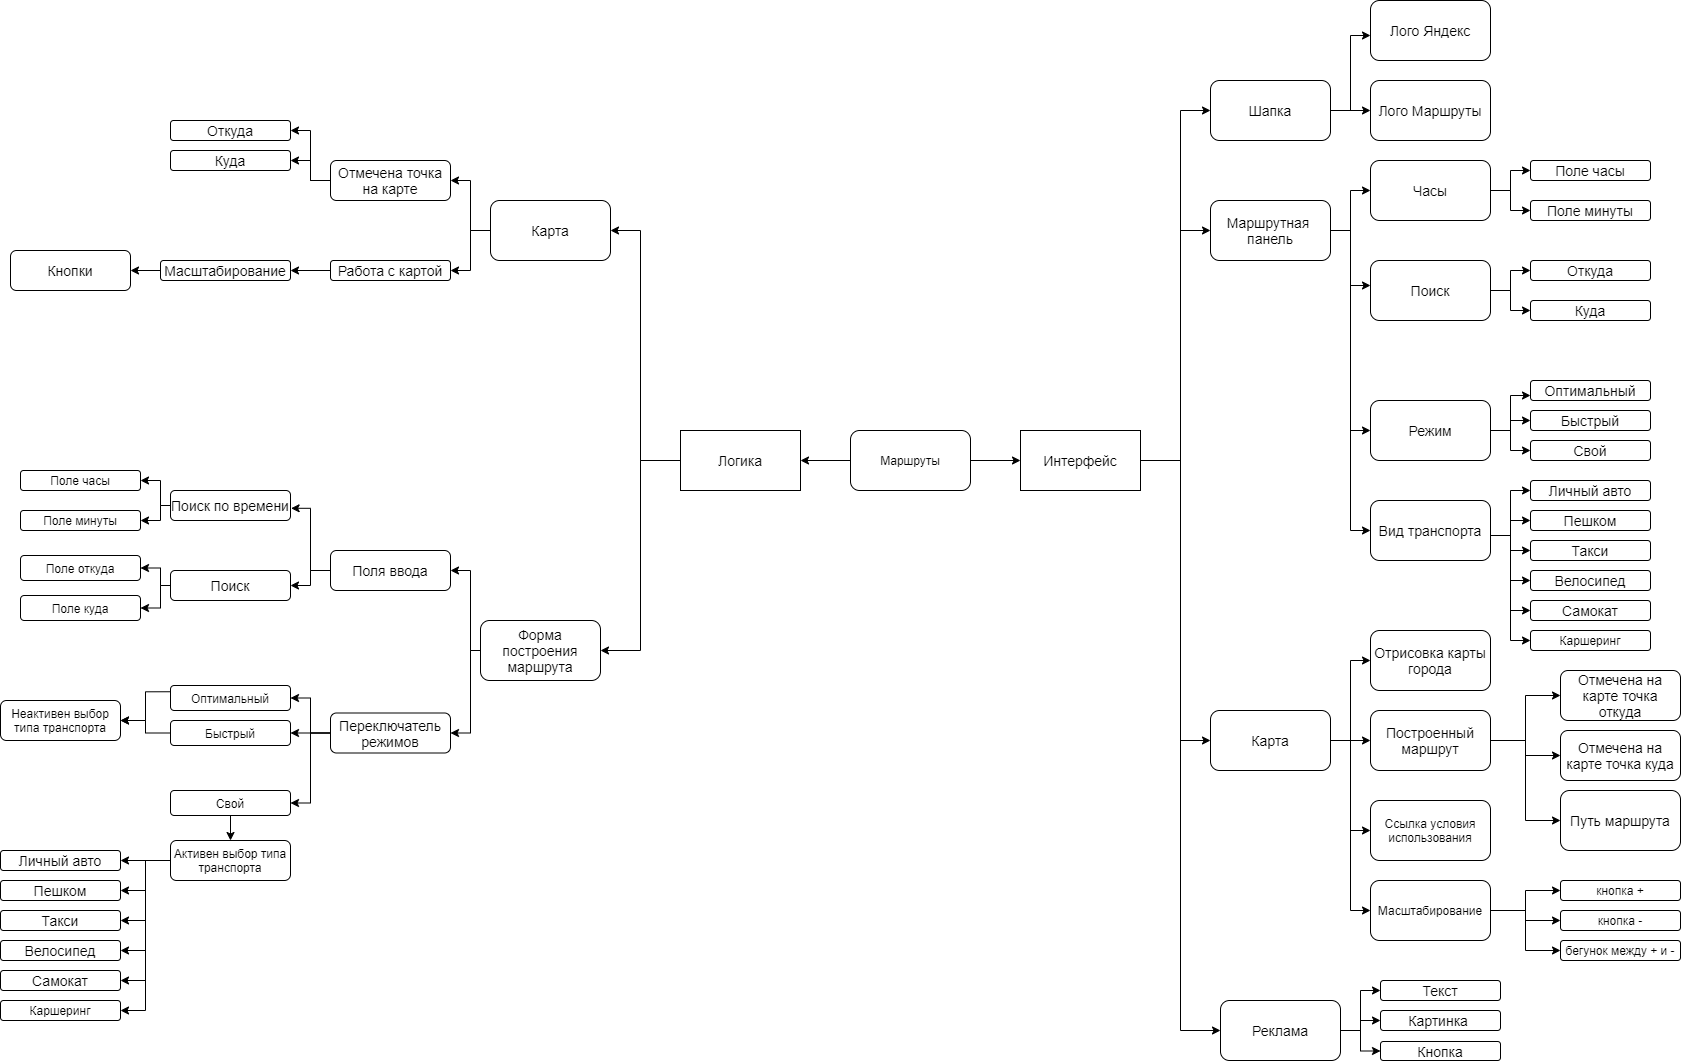 Лого Яндекс
Шапка
Лого Маршруты
Откуда
Куда
Отмечена точка
на карте
Карта
Кнопки
Масштабирование
Работа с картой
Часы
Поле часы
Поле минуты
Маршрутная
панель
Поиск
Откуда
Куда
Режим
Оптимальный
Быстрый
Свой
Логика
Маршруты
Интерфейс
Вид транспорта
Личный авто
Пешком
Такси
Велосипед
Самокат
Каршеринг
Поле часы
Поле минуты
Поиск по времени
Поле откуда
Поле куда
Поиск
Поля ввода
Форма
построения
маршрута
Неактивен выбор
типа транспорта
Оптимальный
Быстрый
Переключатель
режимов
Свой
Активен выбор типа
транспорта
Личный авто
Пешком
Такси
Велосипед
Самокат
Каршеринг
Отрисовка карты
города
Карта
Построенный
маршрут
Отмечена на
карте точка
откуда
Отмечена на
карте точка куда
Путь маршрута
Ссылка условия
использования
Масштабирование
кнопка +
кнопка -
бегунок между + и -
Реклама
Текст
Картинка
Кнопка